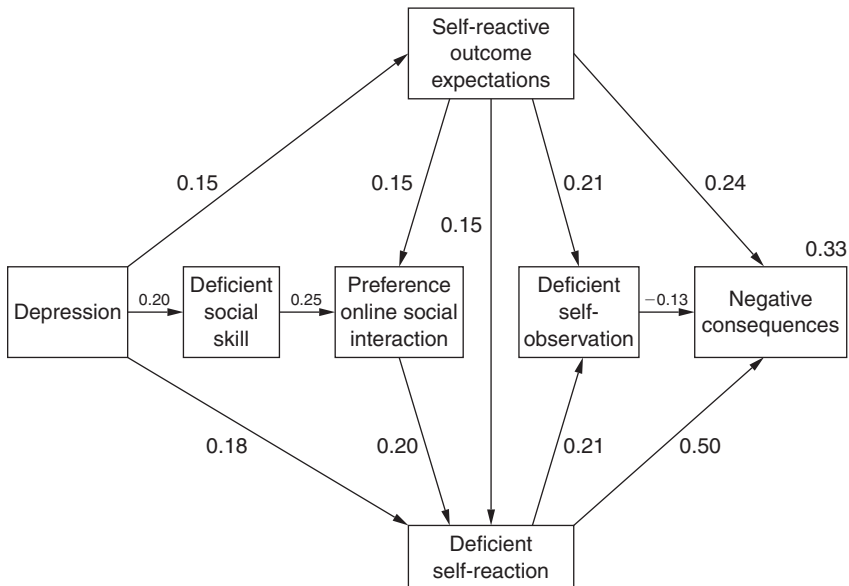 Self-reactive
outcome
expectations
0.15
0.15
0.15
0.21
0.24
0.33
Depression
0.20
Deficient
social
skill
0.25
Preference
online social
interaction
Deficient
self-
observation
−0.13
Negative
consequences
0.18
0.20
0.21
0.50
Deficient
self-reaction